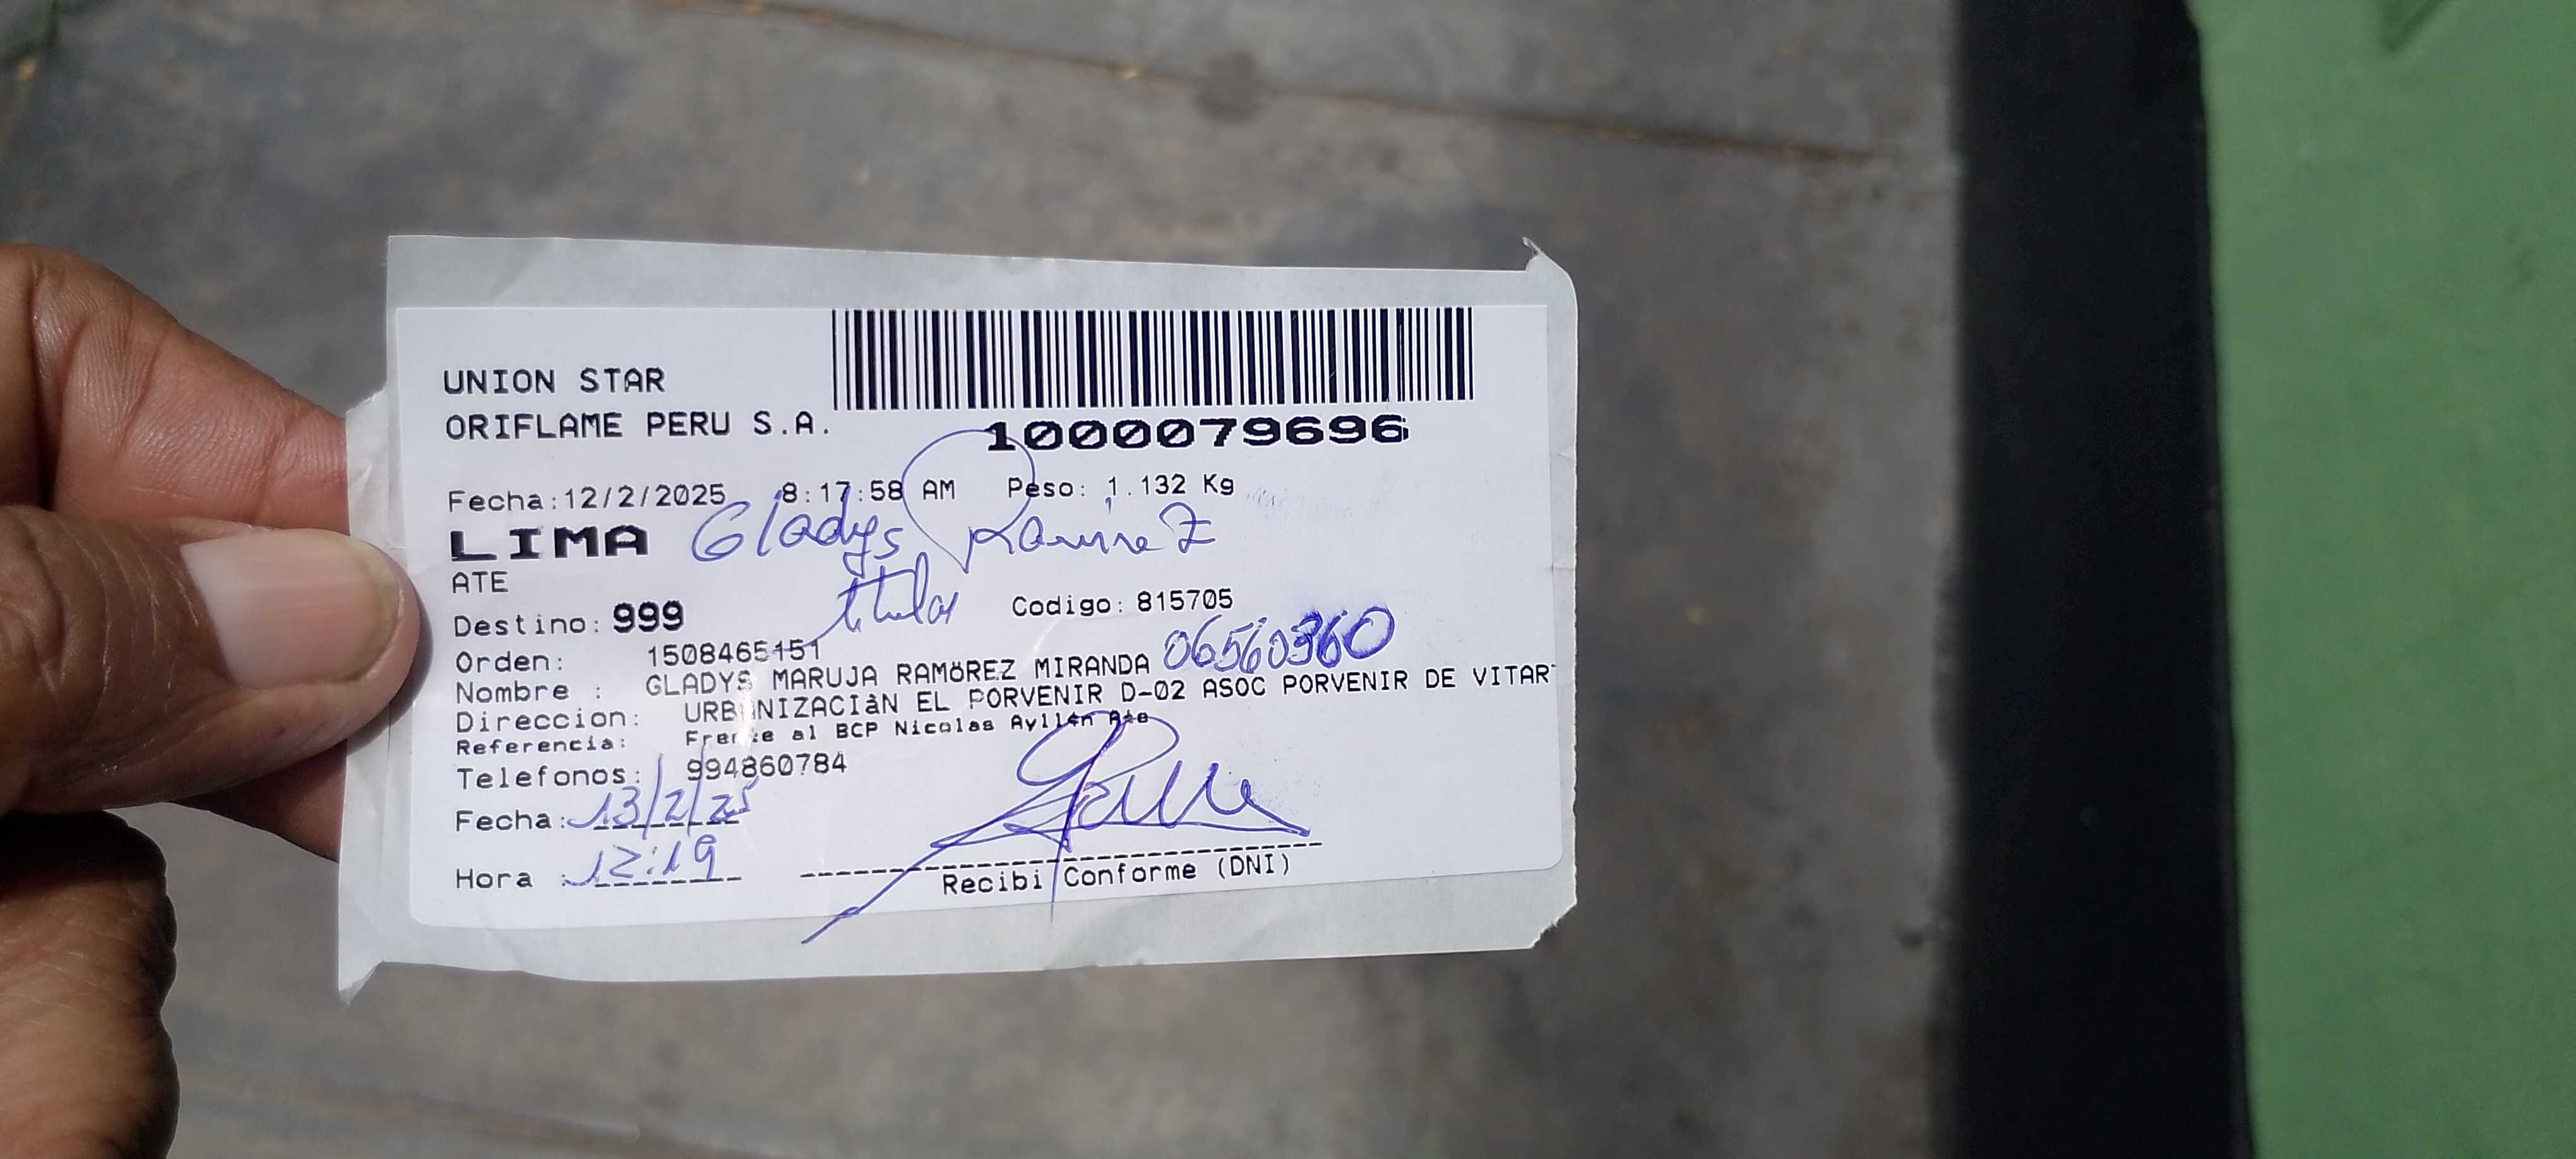 UNION STAR
ORIFLAME PERU S.A.
1000079696
Fecha:12/2/2025 8:17:58 AM Peso: 1.132 Kg
LIMA Gladys Ramirez
ATE titular
Destino: 999 Codigo: 815705
Orden: 1508465151
Nombre : GLADYS MARUJA RAMÖREZ MIRANDA 06560360
Direccion: URBANIZACIàN EL PORVENIR D-02 ASOC PORVENIR DE VITAR
Referencia: Frente al BCP Nicolas Ayllón Ate
Telefonos: 994860784
Fecha: 13/2/25
Hora : 12:19
Recibi Conforme (DNI)